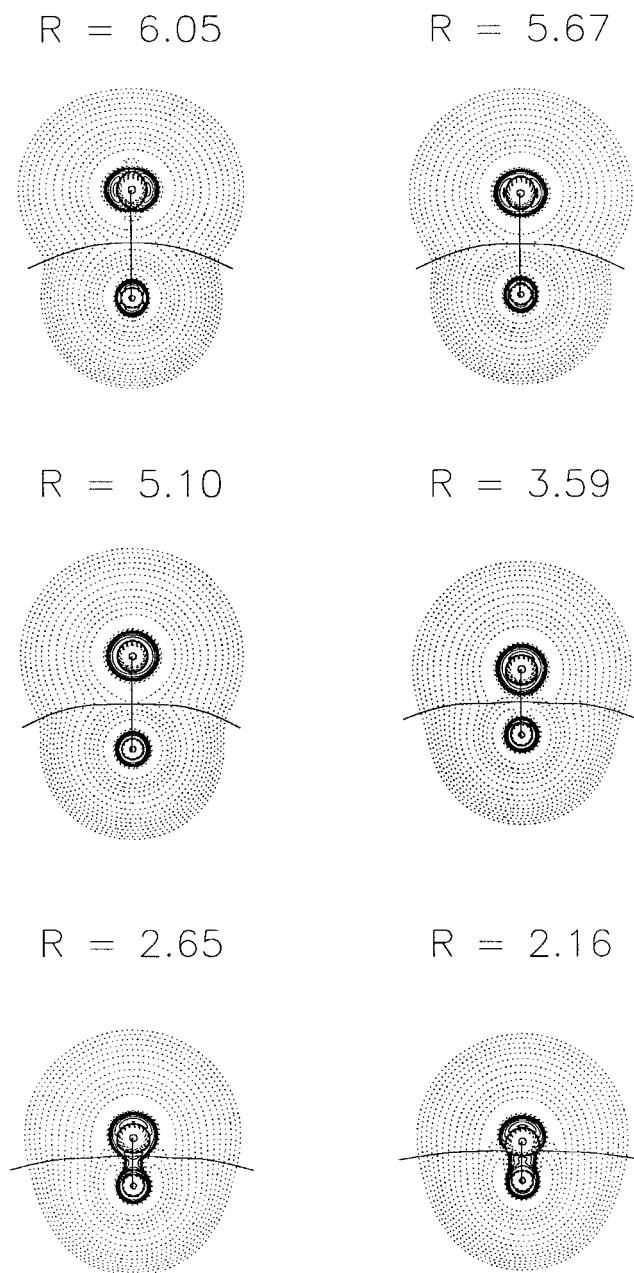 R = 6.05
R = 5.67
R = 5.10
R = 3.59
R = 2.65
R = 2.16